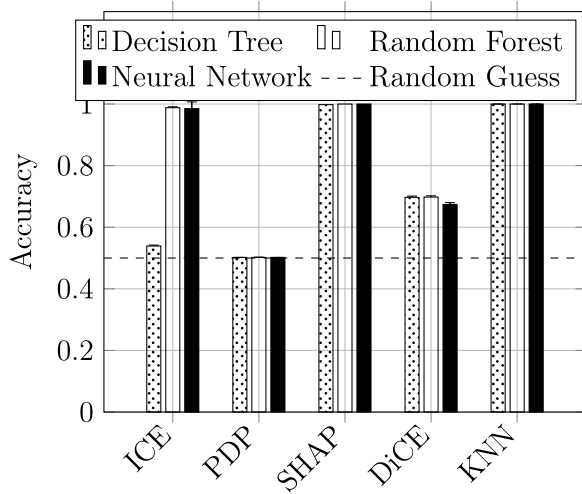 Decision Tree Random Forest
Neural Network Random Guess
1
0.8
0.6
0.4
0.2
0
Accuracy
ICE
PDP
SHAP
DiCE
KNN